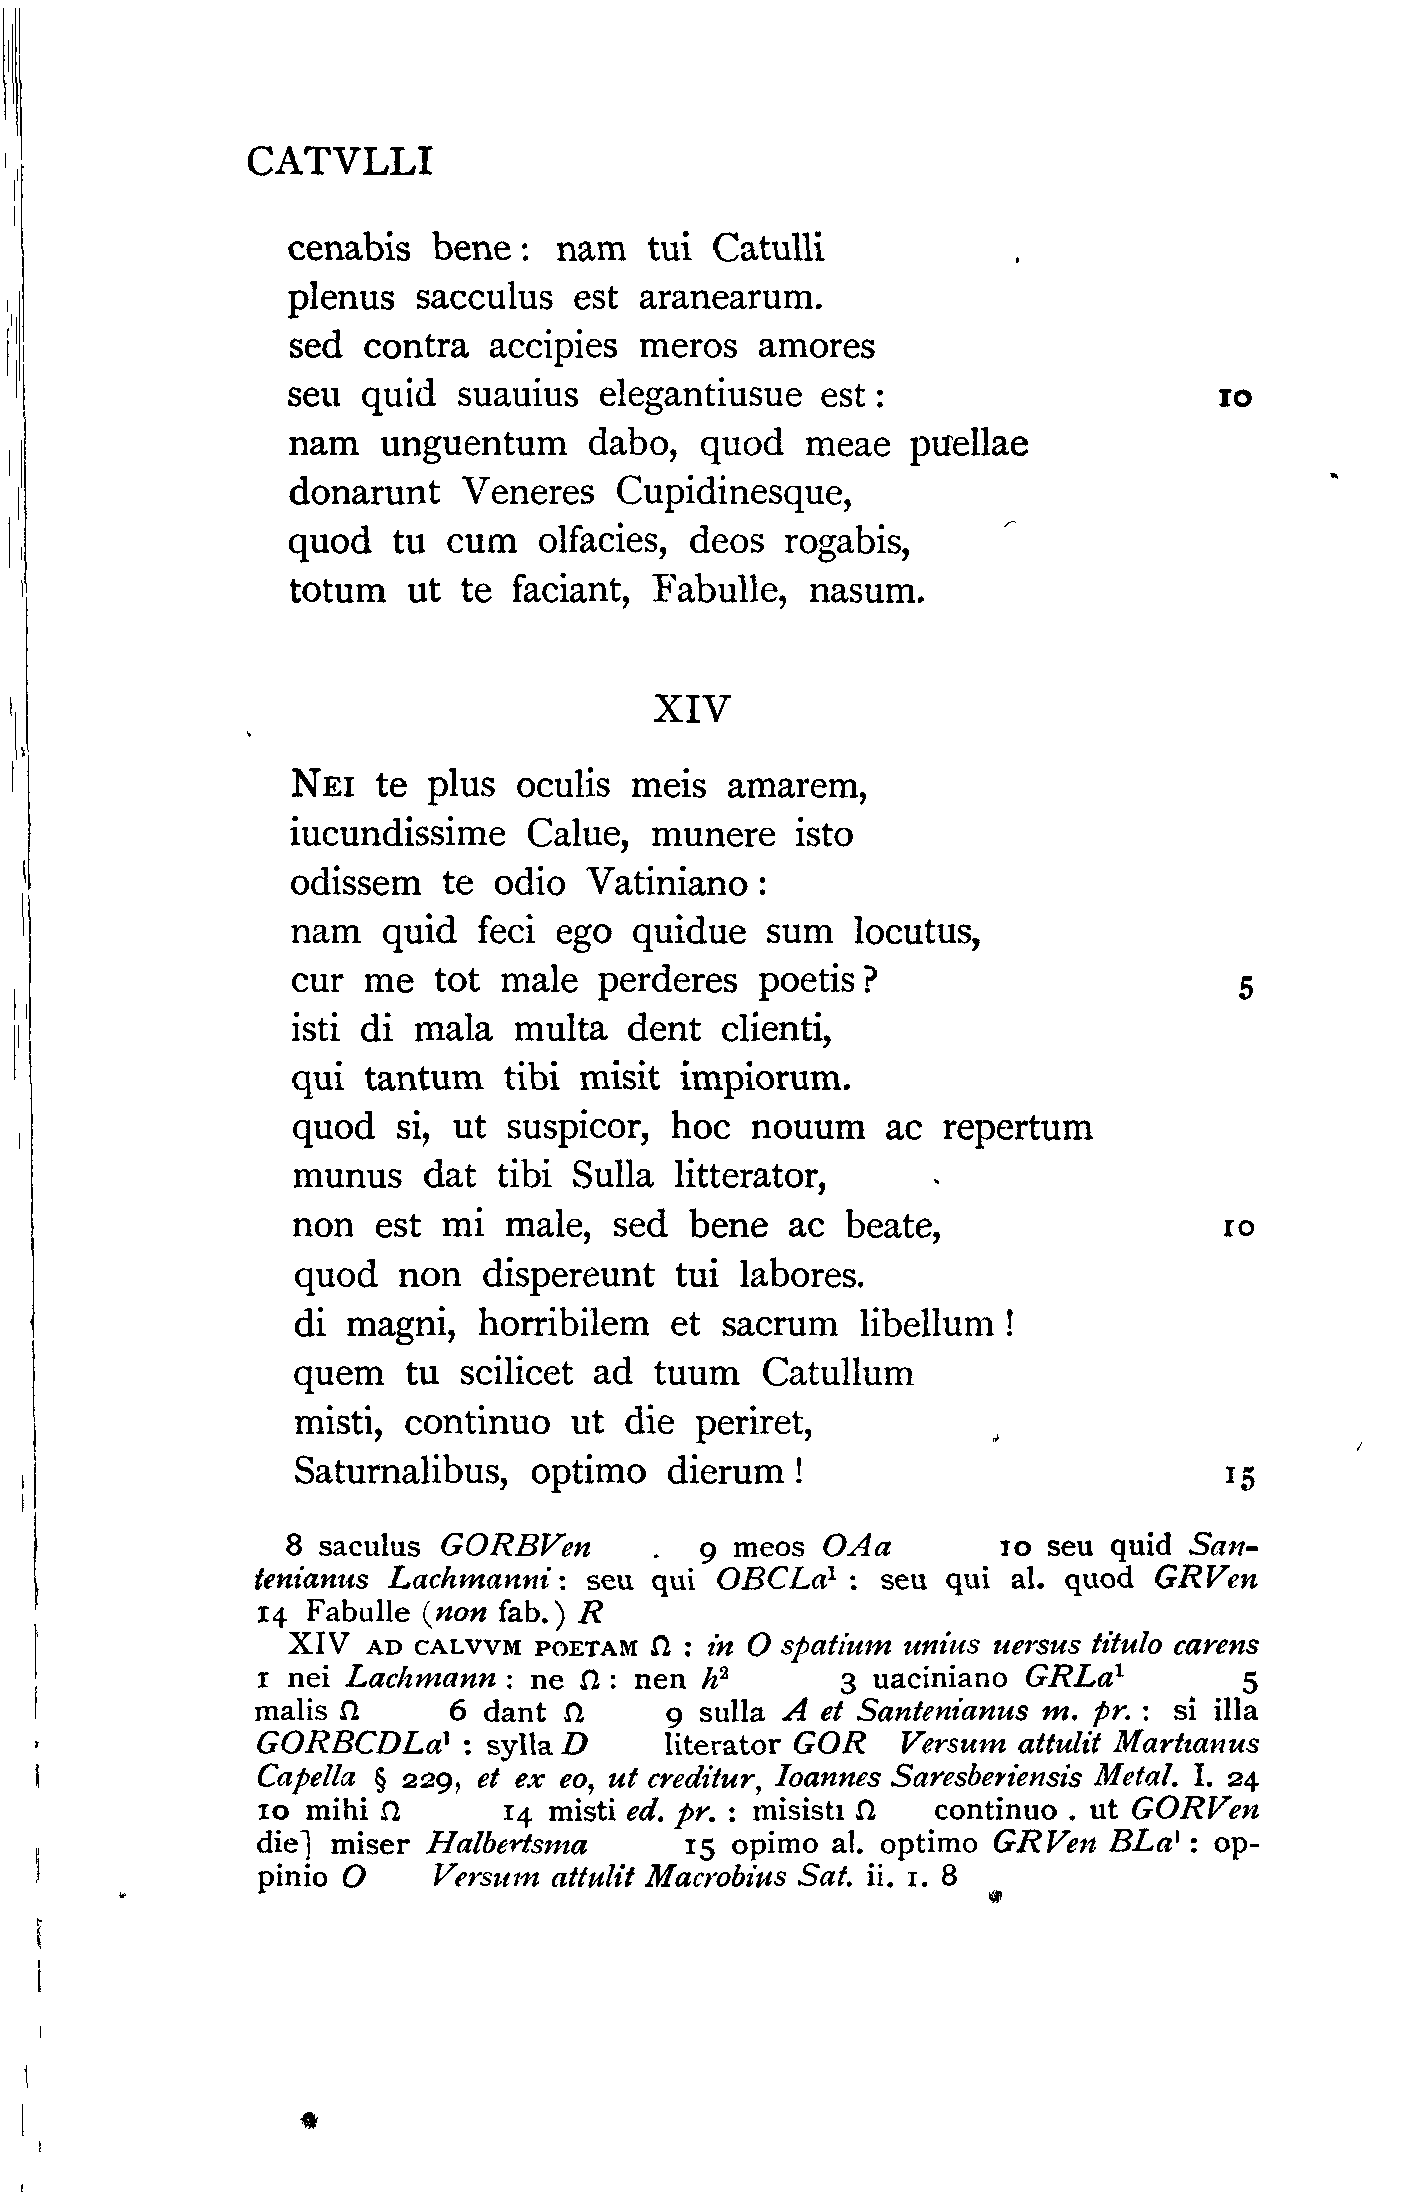 CATVLLI
cenabis bene : nam tui Catulli
plenus sacculus est aranearum.
sed contra accipies meros amores
seu quid suauius elegantiusue est : 10
nam unguentum dabo, quod meae puellae
donarunt Veneres Cupidinesque,
quod tu cum olfacies, deos rogabis,
totum ut te faciant, Fabulle, nasum.
XIV
NEI te plus oculis meis amarem,
iucundissime Calue, munere isto
odissem te odio Vatiniano :
nam quid feci ego quidue sum locutus,
cur me tot male perderes poetis ? 5
isti di mala multa dent clienti,
qui tantum tibi misit impiorum.
quod si, ut suspicor, hoc nouum ac repertum
munus dat tibi Sulla litterator,
non est mi male, sed bene ac beate, 10
quod non dispereunt tui labores.
di magni, horribilem et sacrum libellum !
quem tu scilicet ad tuum Catullum
misti, continuo ut die periret,
Saturnalibus, optimo dierum ! 15
8 saculus GORBVen 9 meos OAa 10 seu quid San-
tenianus Lachmanni : seu qui OBCLa¹ : seu qui al. quod GRVen
14 Fabulle (non fab.) R
XIV AD CALVVM POETAM Ω : in O spatium unius uersus titulo carens
1 nei Lachmann : ne Ω : nen h² 3 uaciniano GRLa¹ 5
malis Ω 6 dant Ω 9 sulla A et Santenianus m. pr. : si illa
GORBCDLa¹ : sylla D literator GOR Versum attulit Martianus
Capella § 229, et ex eo, ut creditur, Ioannes Saresberiensis Metal. I. 24
10 mihi Ω 14 misti ed. pr. : misisti Ω continuo . ut GORVen
die] miser Halbertsma 15 opimo al. optimo GRVen BLa¹ : op-
pinio O Versum attulit Macrobius Sat. ii. 1. 8